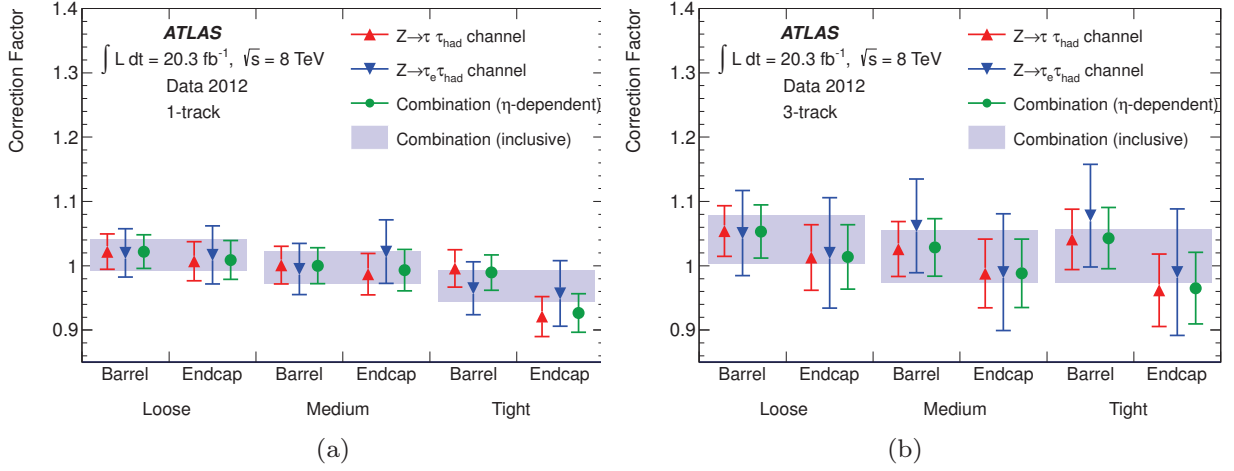 Correction Factor
1.4
1.3
1.2
1.1
1
0.9
ATLAS
∫ L dt = 20.3 fb⁻¹, √s = 8 TeV
Data 2012
1-track
Z→τ τhad channel
Z→τeτhad channel
Combination (η-dependent)
Combination (inclusive)
Barrel Endcap Barrel Endcap Barrel Endcap
Loose Medium Tight
(a)
Correction Factor
1.4
1.3
1.2
1.1
1
0.9
ATLAS
∫ L dt = 20.3 fb⁻¹, √s = 8 TeV
Data 2012
3-track
Z→τ τhad channel
Z→τeτhad channel
Combination (η-dependent)
Combination (inclusive)
Barrel Endcap Barrel Endcap Barrel Endcap
Loose Medium Tight
(b)